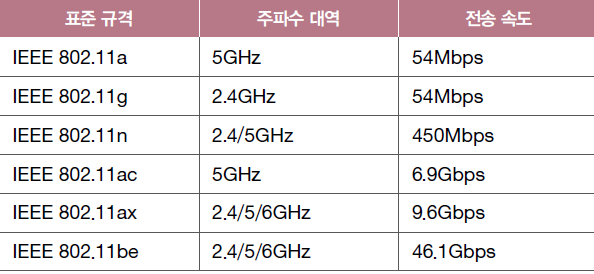 표준 규격 주파수 대역 전송 속도
IEEE 802.11a 5GHz 54Mbps
IEEE 802.11g 2.4GHz 54Mbps
IEEE 802.11n 2.4/5GHz 450Mbps
IEEE 802.11ac 5GHz 6.9Gbps
IEEE 802.11ax 2.4/5/6GHz 9.6Gbps
IEEE 802.11be 2.4/5/6GHz 46.1Gbps